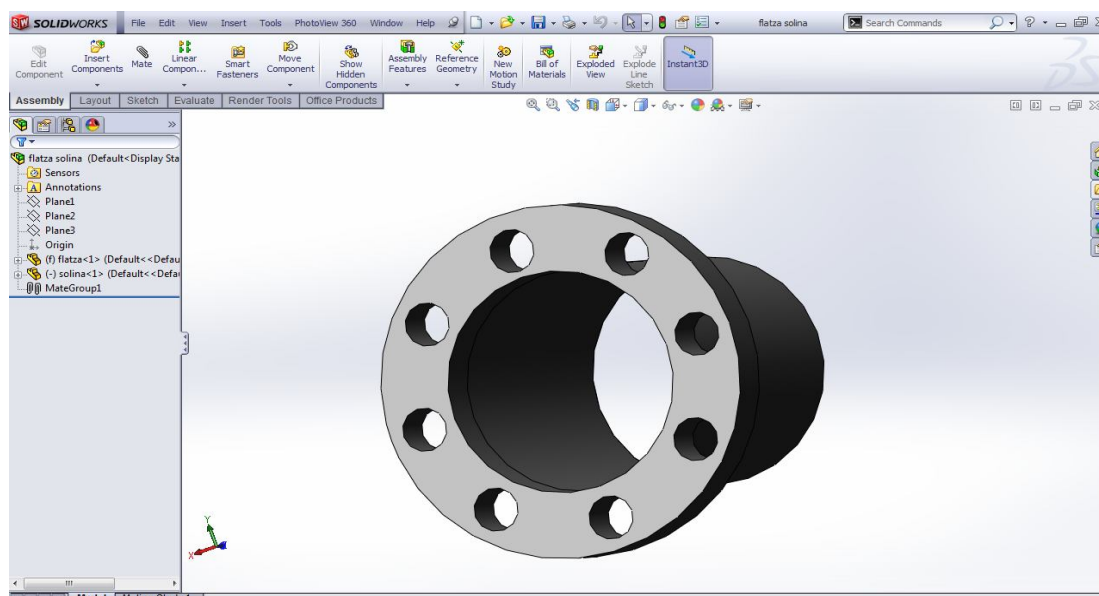 SOLIDWORKS File Edit View Insert Tools PhotoView 360 Window Help flatza solina Search Commands
Edit Component
Insert Components
Mate
Linear Compon...
Smart Fasteners
Move Component
Show Hidden Components
Assembly Features
Reference Geometry
New Motion Study
Bill of Materials
Exploded View
Explode Line Sketch
Instant3D
Assembly Layout Sketch Evaluate Render Tools Office Products
flatza solina (Default<Display Sta
Sensors
Annotations
Plane1
Plane2
Plane3
Origin
(f) flatza<1> (Default<<Defau
(-) solina<1> (Default<<Defau
MateGroup1
Y
X